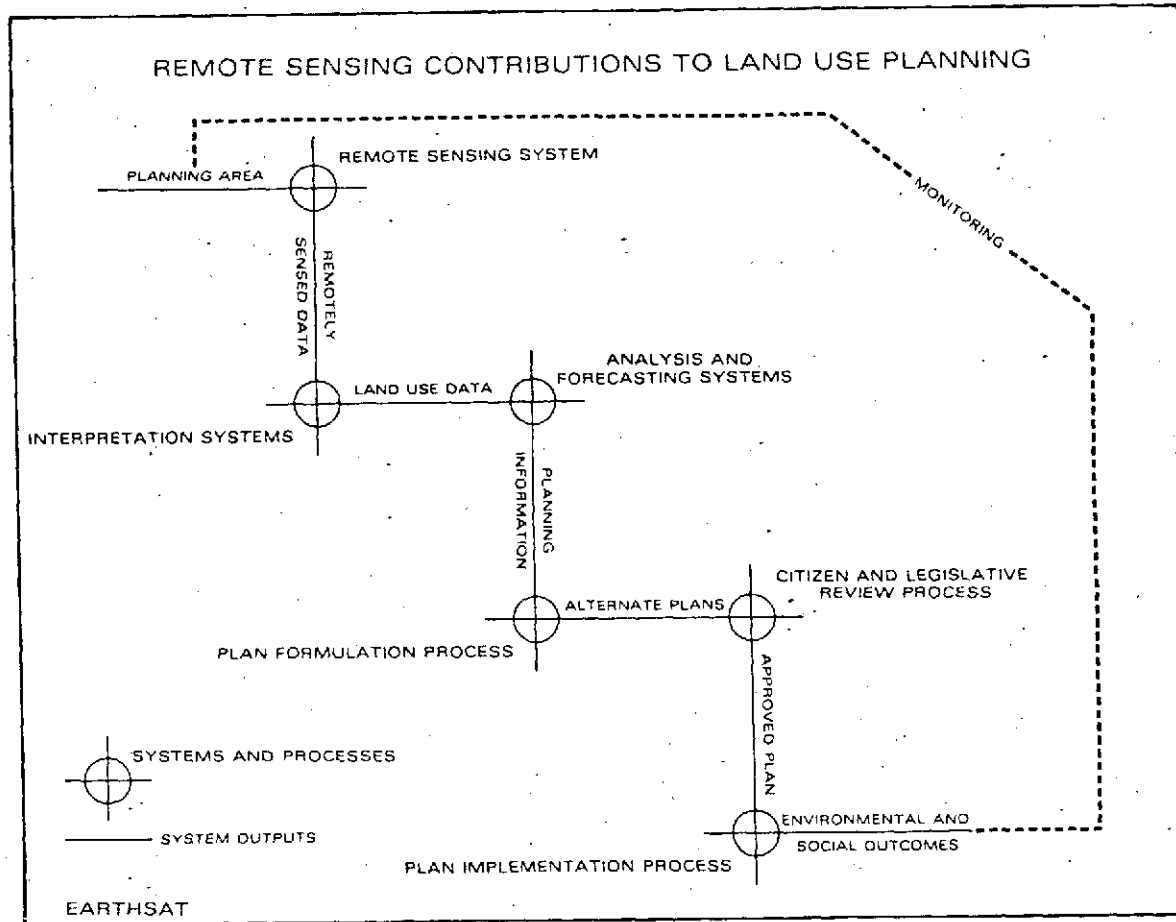 REMOTE SENSING CONTRIBUTIONS TO LAND USE PLANNING
REMOTE SENSING SYSTEM
PLANNING AREA
MONITORING
REMOTELY
SENSED DATA
ANALYSIS AND
FORECASTING SYSTEMS
LAND USE DATA
INTERPRETATION SYSTEMS
PLANNING
INFORMATION
CITIZEN AND LEGISLATIVE
REVIEW PROCESS
ALTERNATE PLANS
PLAN FORMULATION PROCESS
APPROVED PLAN
SYSTEMS AND PROCESSES
ENVIRONMENTAL AND
SOCIAL OUTCOMES
SYSTEM OUTPUTS
PLAN IMPLEMENTATION PROCESS
EARTHSAT